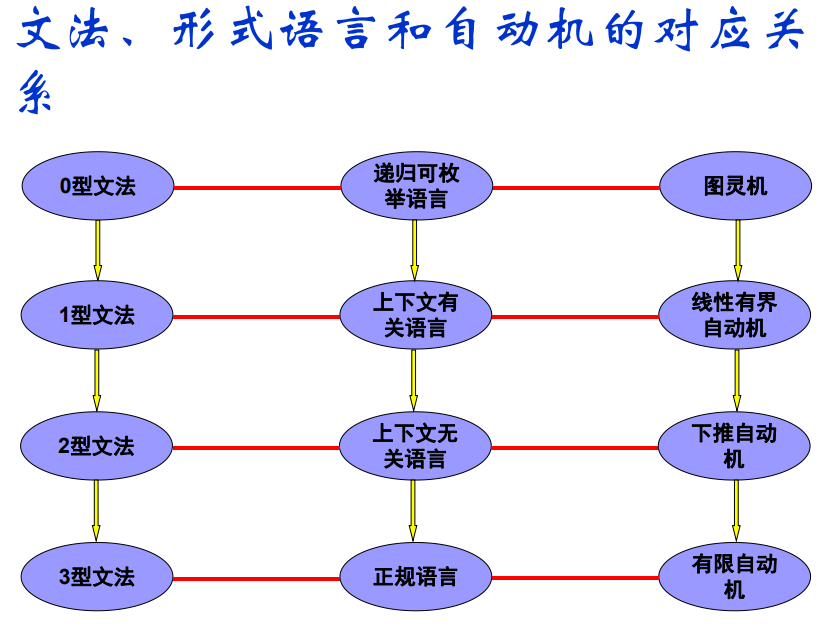 文法、形式语言和自动机的对应关
系
0型文法
递归可枚
举语言
图灵机
1型文法
上下文有
关语言
线性有界
自动机
2型文法
上下文无
关语言
下推自动
机
3型文法
正规语言
有限自动
机